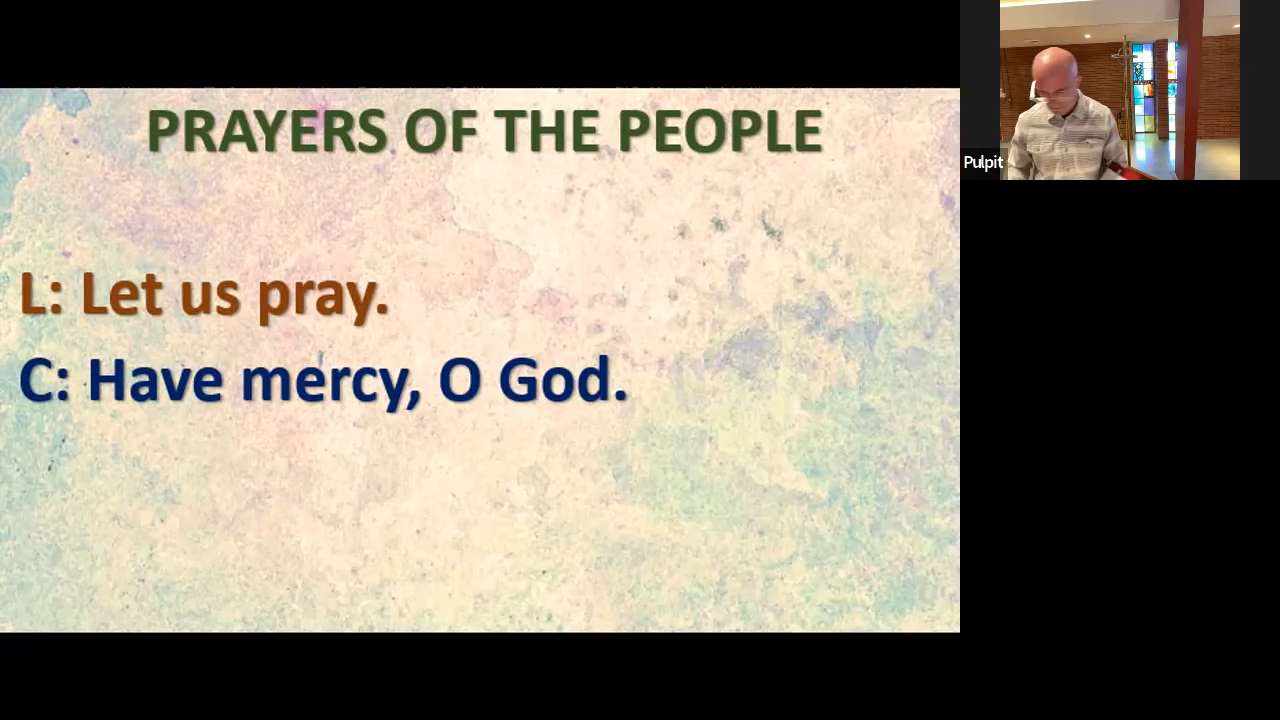 PRAYERS OF THE PEOPLE
L: Let us pray.
C: Have mercy, O God.
Pulpit